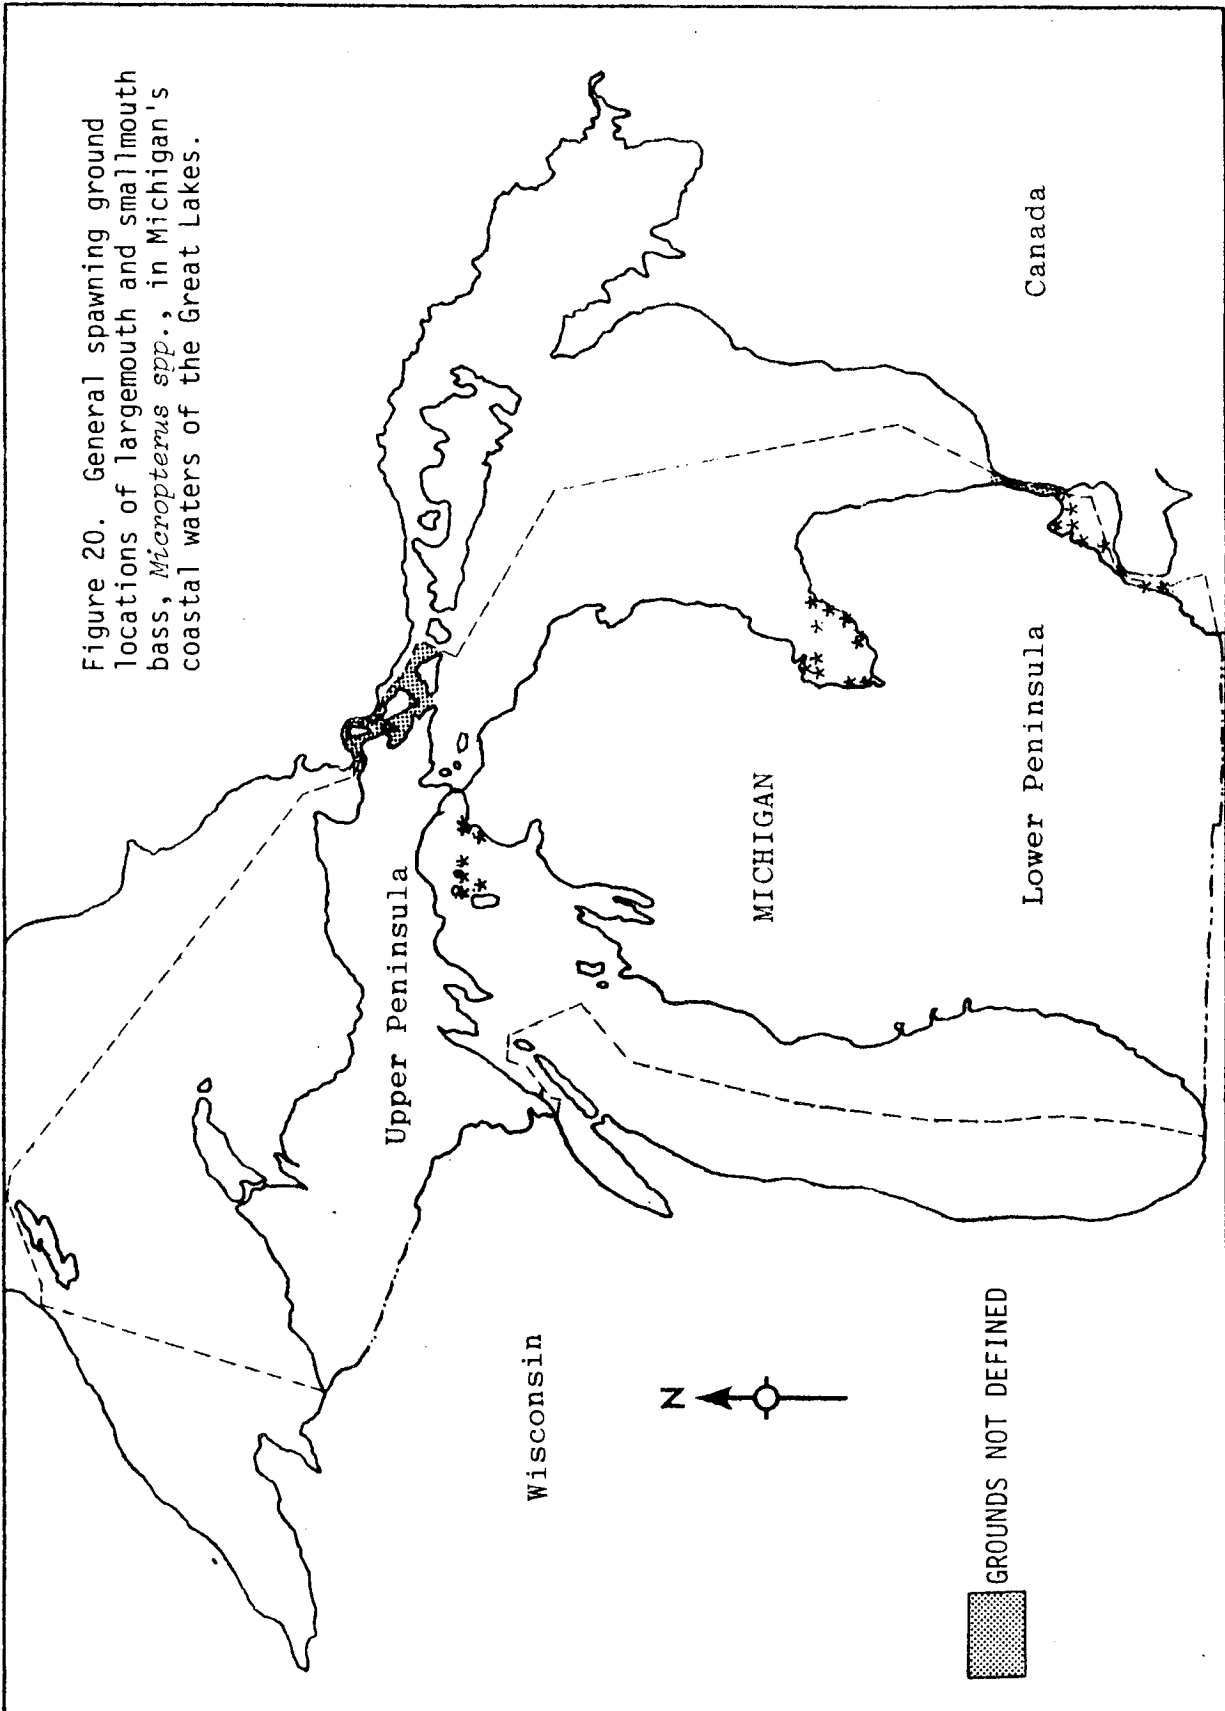 Figure 20. General spawning ground
locations of largemouth and smallmouth
bass, Micropterus spp., in Michigan's
coastal waters of the Great Lakes.
Upper Peninsula
Wisconsin
N
MICHIGAN
Canada
Lower Peninsula
GROUNDS NOT DEFINED